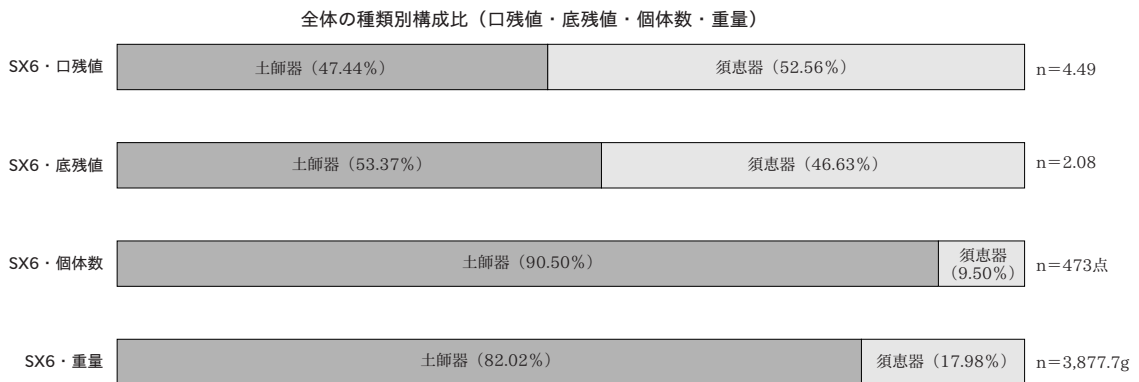 全体の種類別構成比（口残値・底残値・個体数・重量）
SX6・口残値 土師器（47.44%） 須恵器（52.56%） n＝4.49
SX6・底残値 土師器（53.37%） 須恵器（46.63%） n＝2.08
SX6・個体数 土師器（90.50%） 須恵器 n＝473点
（9.50%）
SX6・重量 土師器（82.02%） 須恵器（17.98%） n＝3,877.7g